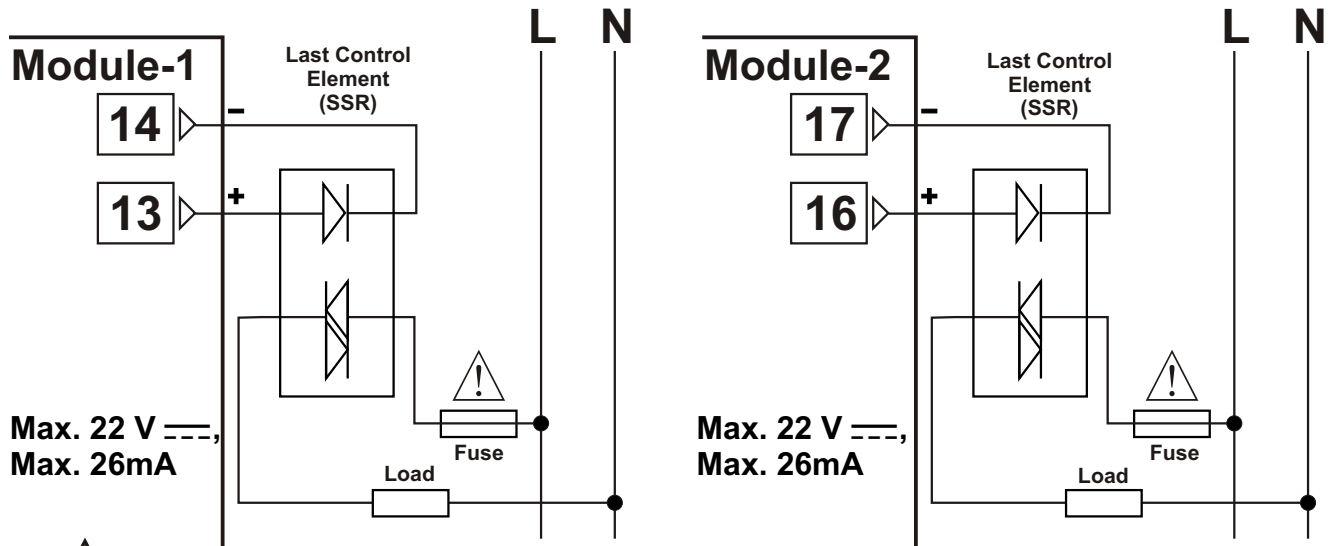 L N
Module-1
Last Control
Element
(SSR)
14
−
13
+
!
Fuse
Max. 22 V ⎓,
Max. 26mA
Load
L N
Module-2
Last Control
Element
(SSR)
17
−
16
+
!
Fuse
Max. 22 V ⎓,
Max. 26mA
Load